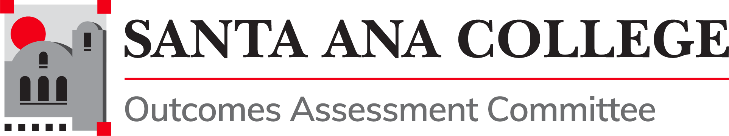 SANTA ANA COLLEGE
Outcomes Assessment Committee